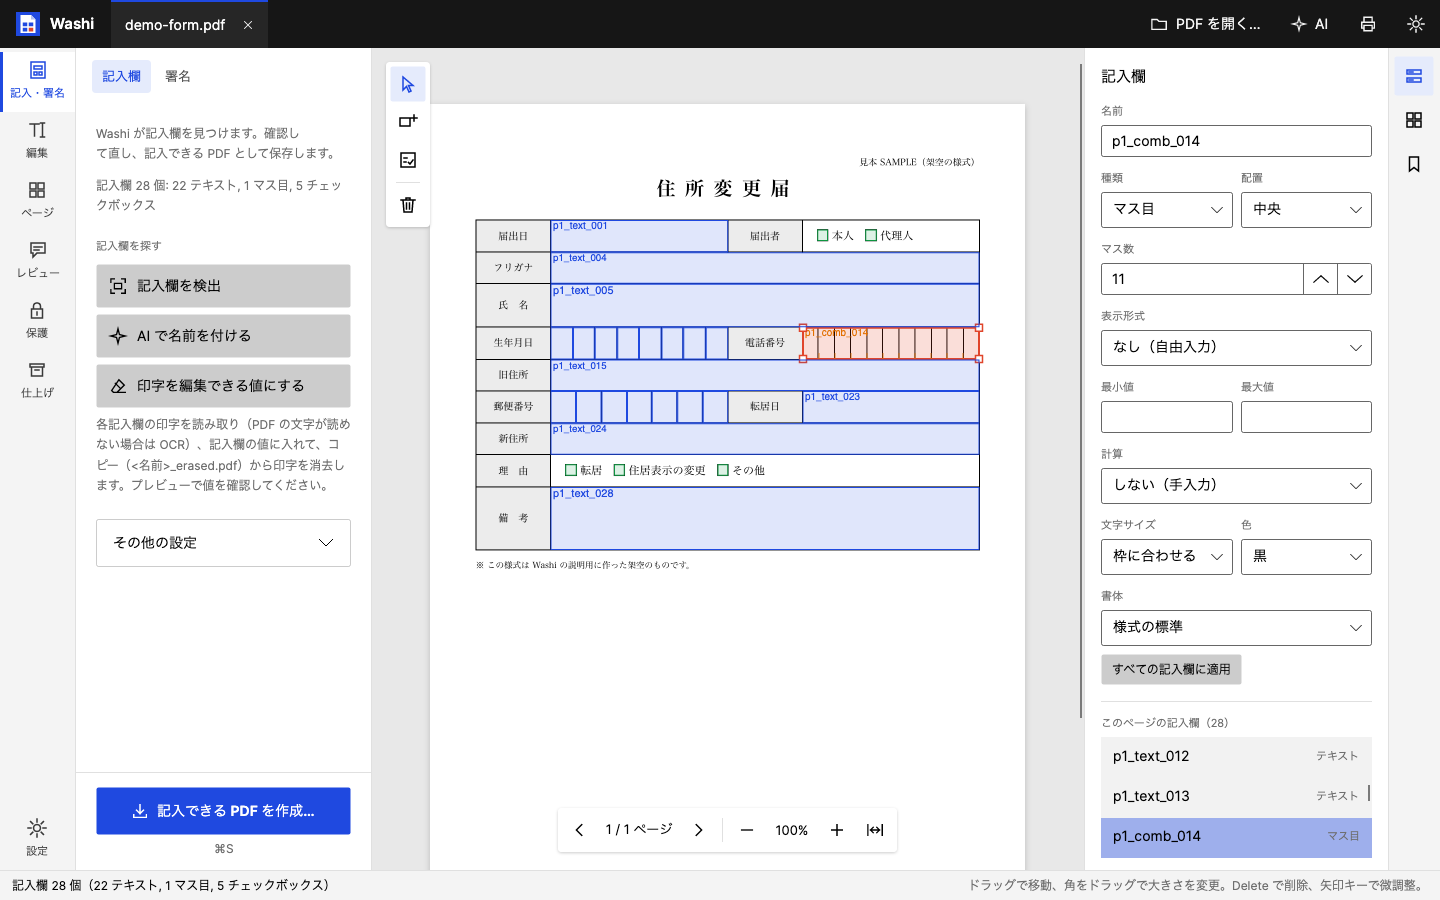 Washi
demo-form.pdf
PDF を開く...
AI
記入・署名
編集
ページ
レビュー
保護
仕上げ
設定
記入欄
署名
Washi が記入欄を見つけます。確認し
て直し、記入できる PDF として保存します。
記入欄 28 個: 22 テキスト, 1 マス目, 5 チェッ
クボックス
記入欄を探す
記入欄を検出
AI で名前を付ける
印字を編集できる値にする
各記入欄の印字を読み取り（PDF の文字が読め
ない場合は OCR）、記入欄の値に入れて、コ
ピー（<名前>_erased.pdf）から印字を消去し
ます。プレビューで値を確認してください。
その他の設定
記入できる PDF を作成...
⌘S
見本 SAMPLE（架空の様式）
住所変更届
届出日
p1_text_001
届出者
本人
代理人
フリガナ
p1_text_004
氏 名
p1_text_005
生年月日
電話番号
p1_comb_014
旧住所
p1_text_015
郵便番号
転居日
p1_text_023
新住所
p1_text_024
理 由
転居
住居表示の変更
その他
備 考
p1_text_028
※ この様式は Washi の説明用に作った架空のものです。
1 / 1 ページ
100%
記入欄
名前
p1_comb_014
種類
配置
マス目
中央
マス数
11
表示形式
なし（自由入力）
最小値
最大値
計算
しない（手入力）
文字サイズ
色
枠に合わせる
黒
書体
様式の標準
すべての記入欄に適用
このページの記入欄（28）
p1_text_012
テキスト
p1_text_013
テキスト
p1_comb_014
マス目
記入欄 28 個（22 テキスト, 1 マス目, 5 チェックボックス）
ドラッグで移動、角をドラッグで大きさを変更。Delete で削除、矢印キーで微調整。